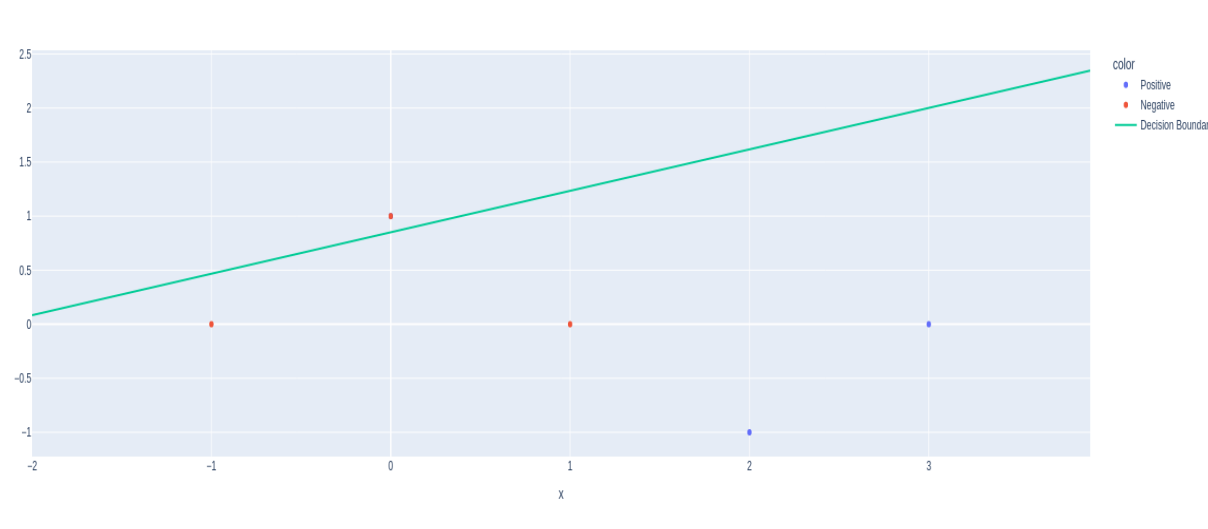 2.5
color
Positive
2
Negative
Decision Boundar
1.5
1
0.5
0
−0.5
−1
−2
−1
0
1
2
3
x